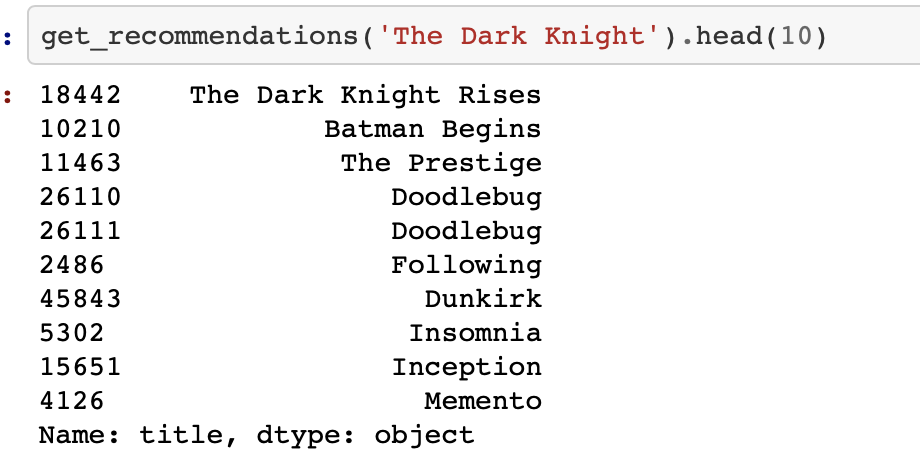 : get_recommendations('The Dark Knight').head(10)
: 18442    The Dark Knight Rises
10210            Batman Begins
11463             The Prestige
26110                Doodlebug
26111                Doodlebug
2486                 Following
45843                  Dunkirk
5302                  Insomnia
15651                Inception
4126                   Memento
Name: title, dtype: object